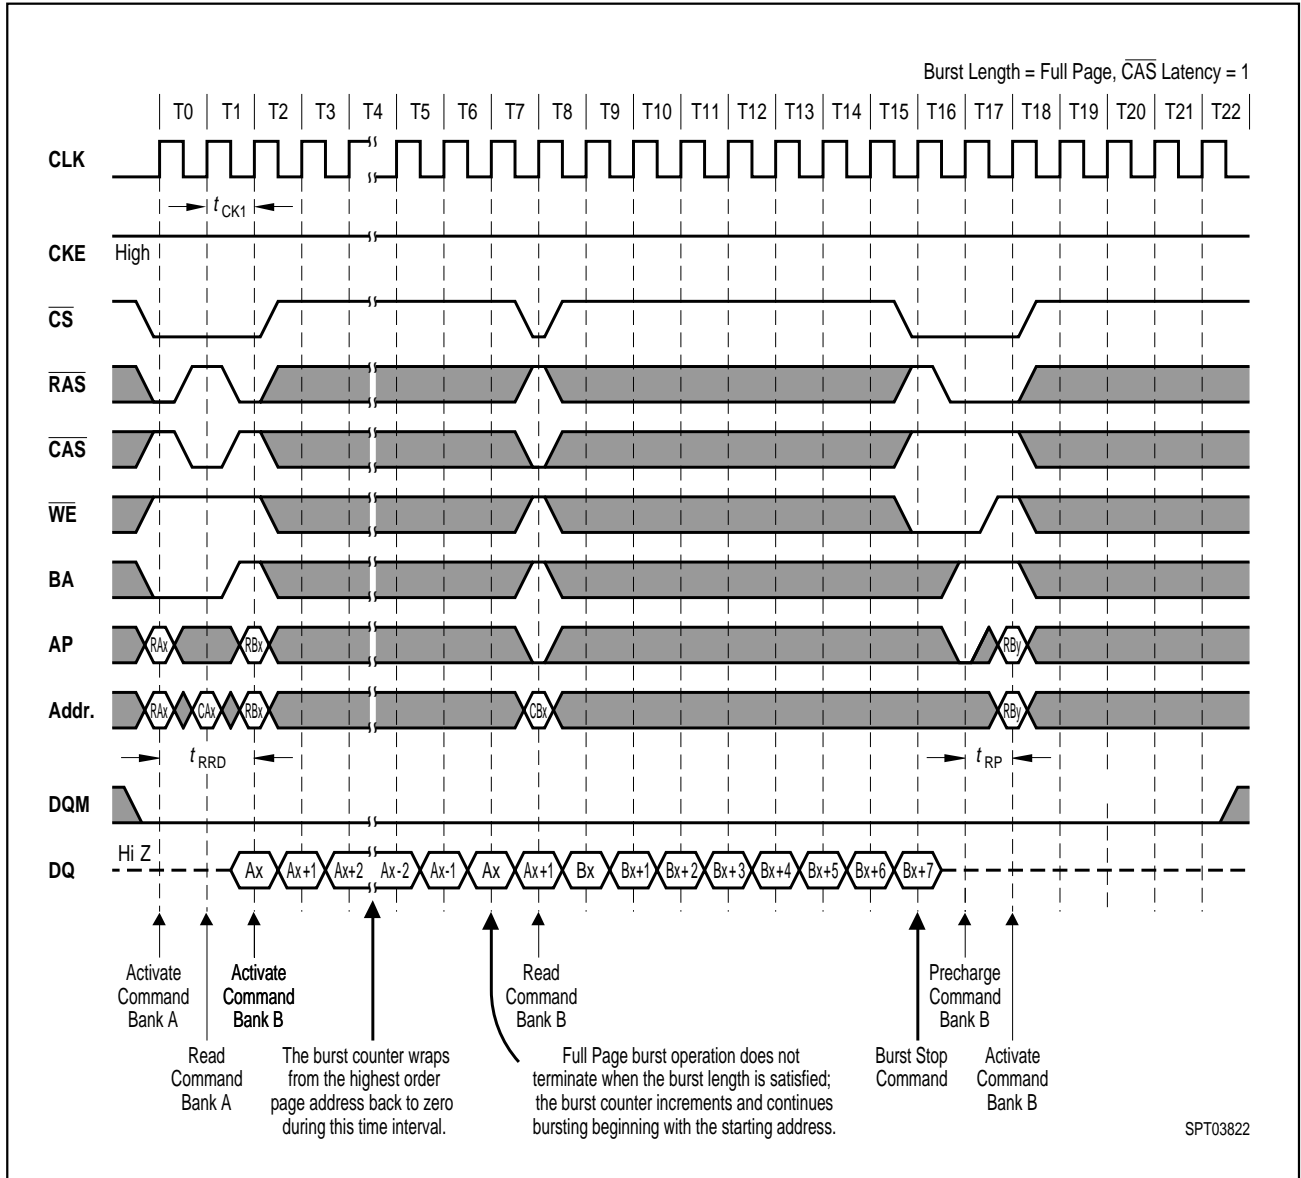 Burst Length = Full Page, CAS Latency = 1
T0 T1 T2 T3 T4 T5 T6 T7 T8 T9 T10 T11 T12 T13 T14 T15 T16 T17 T18 T19 T20 T21 T22
CLK
t CK1
CKE High
CS
RAS
CAS
WE
BA
AP RAx RBx RBy
Addr. RAx CAx RBx CBx RBy
t RRD t RP
DQM
Hi Z
DQ Ax Ax+1 Ax+2 Ax-2 Ax-1 Ax Ax+1 Bx Bx+1 Bx+2 Bx+3 Bx+4 Bx+5 Bx+6 Bx+7
Activate
Command
Bank A
Read
Command
Bank A
Activate
Command
Bank B
The burst counter wraps
from the highest order
page address back to zero
during this time interval.
Read
Command
Bank B
Full Page burst operation does not
terminate when the burst length is satisfied;
the burst counter increments and continues
bursting beginning with the starting address.
Burst Stop
Command
Precharge
Command
Bank B
Activate
Command
Bank B
SPT03822